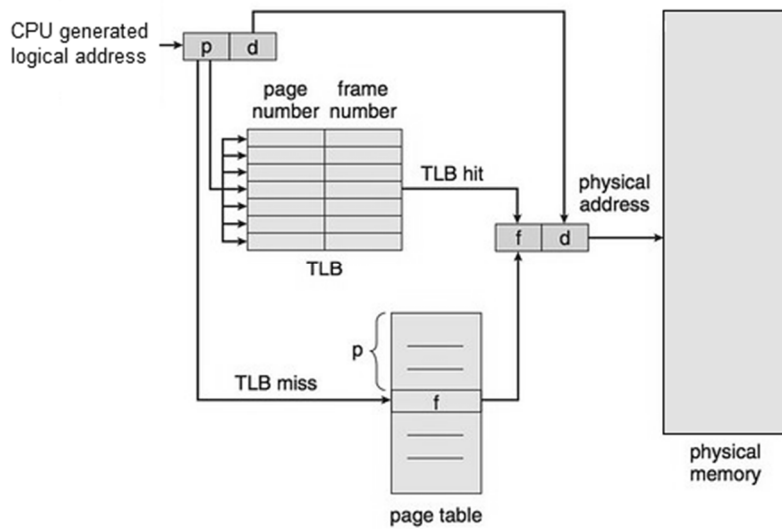 CPU generated
logical address
p
d
page
number
frame
number
TLB hit
TLB
physical
address
f
d
p
TLB miss
f
page table
physical
memory